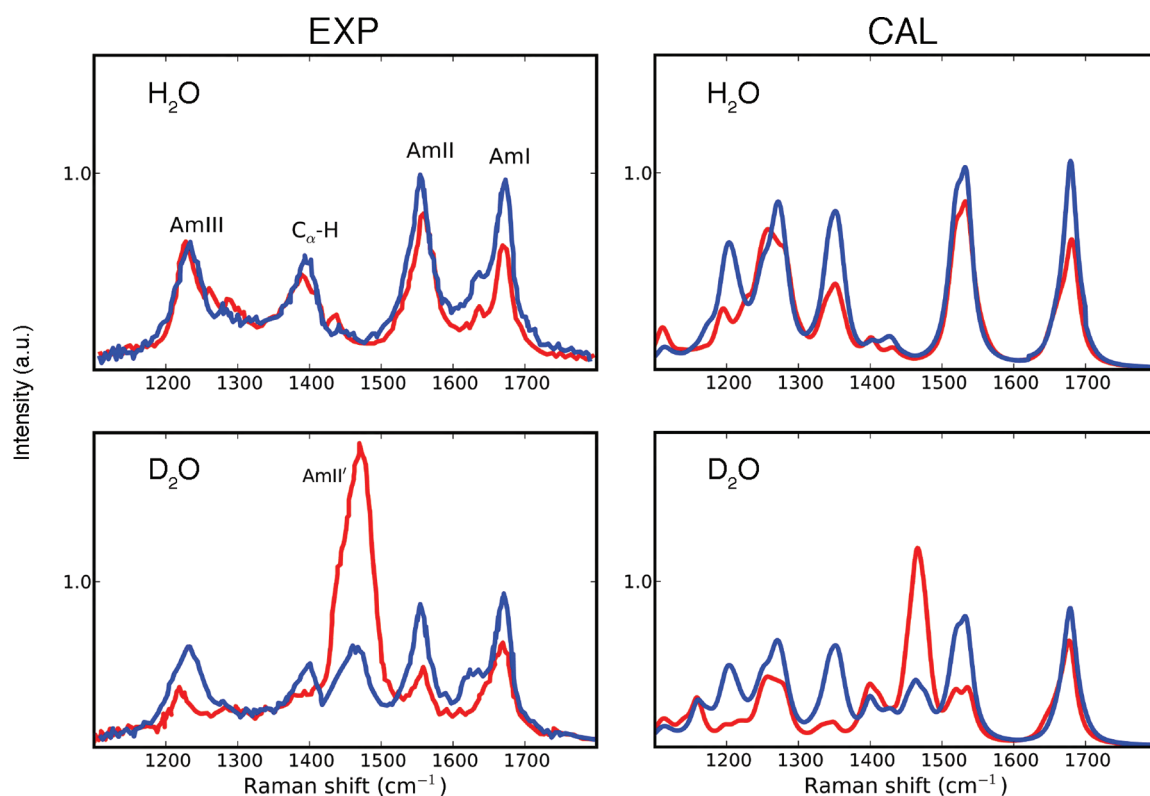 EXP
CAL
H₂O
H₂O
AmII
AmI
1.0
1.0
AmIII
Cα-H
1200 1300 1400 1500 1600 1700
1200 1300 1400 1500 1600 1700
Intensity (a.u.)
D₂O
D₂O
AmII′
1.0
1.0
1200 1300 1400 1500 1600 1700
1200 1300 1400 1500 1600 1700
Raman shift (cm⁻¹)
Raman shift (cm⁻¹)